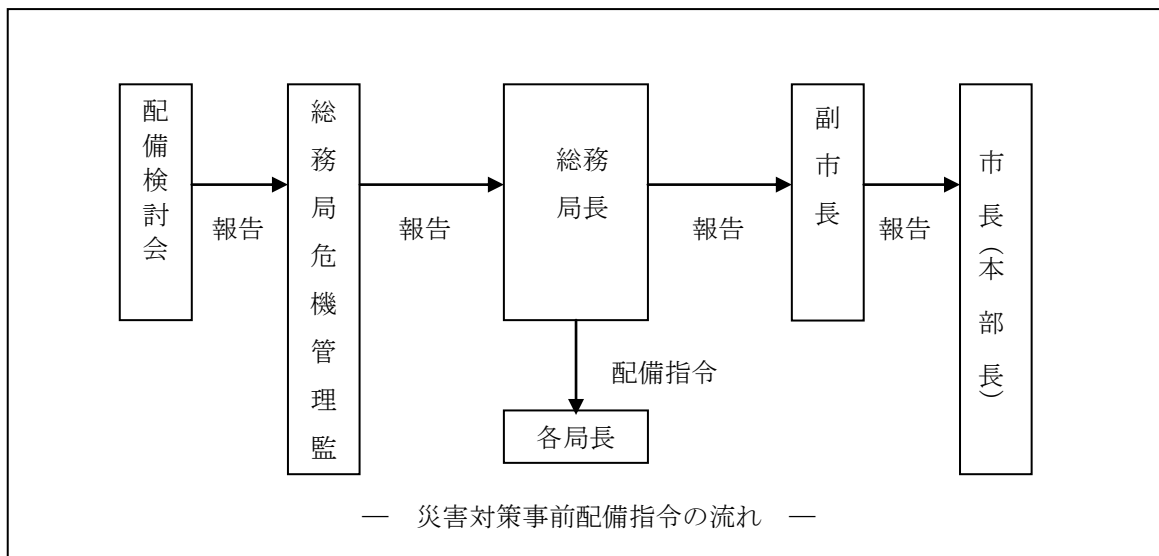 配備検討会
報告
総務局危機管理監
報告
総務
局長
報告
副市長
報告
市長（本部長）
配備指令
各局長
― 災害対策事前配備指令の流れ ―